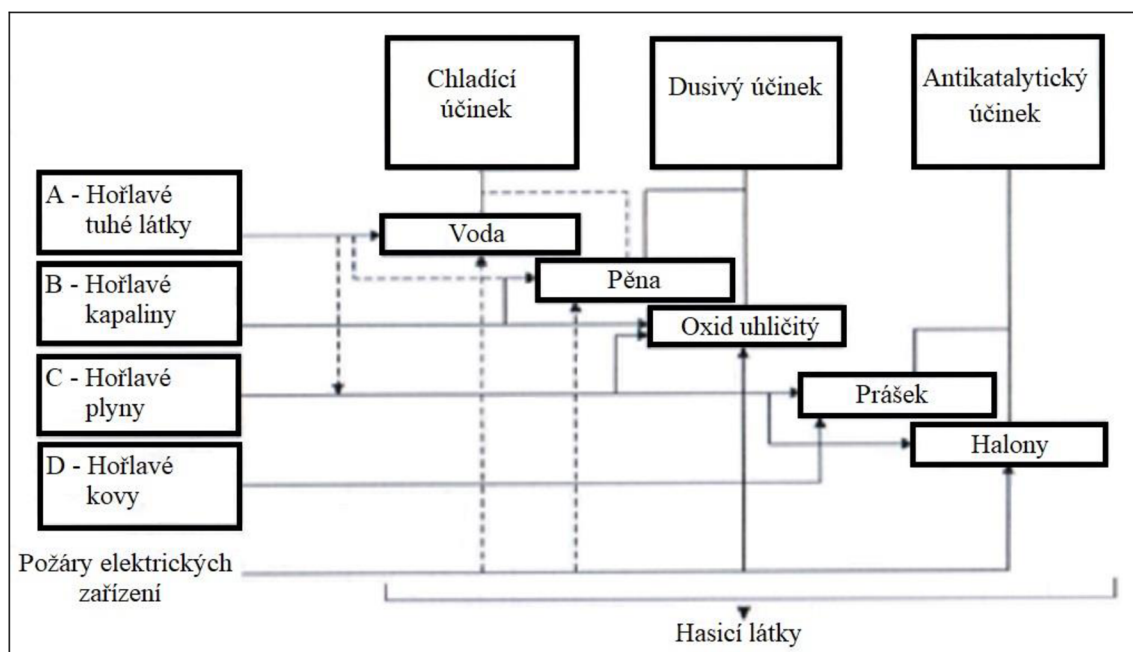 Chladící
účinek
Dusivý účinek
Antikatalytický
účinek
A - Hořlavé
tuhé látky
Voda
B - Hořlavé
kapaliny
Pěna
Oxid uhličitý
C - Hořlavé
plyny
Prášek
Halony
D - Hořlavé
kovy
Požáry elektrických
zařízení
Hasicí látky